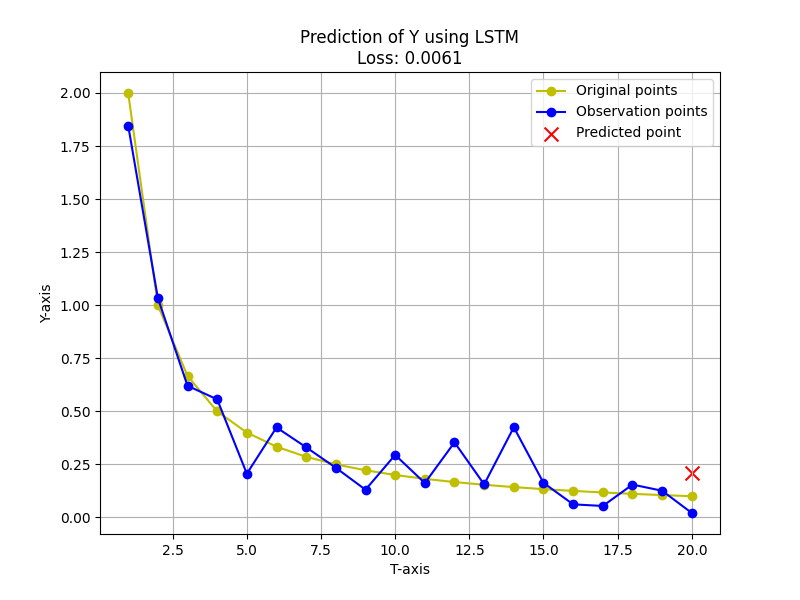 Prediction of Y using LSTM
Loss: 0.0061
Original points
Observation points
Predicted point
Y-axis
2.00
1.75
1.50
1.25
1.00
0.75
0.50
0.25
0.00
2.5 5.0 7.5 10.0 12.5 15.0 17.5 20.0
T-axis